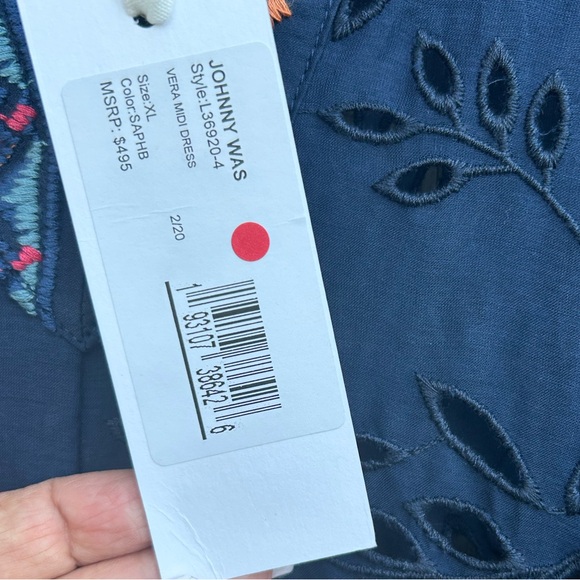 JOHNNY WAS
Style:L36920-4
VERA MIDI DRESS
Size:XL
Color:SAPHB
MSRP: $495
2/20
1 93107 38642 6